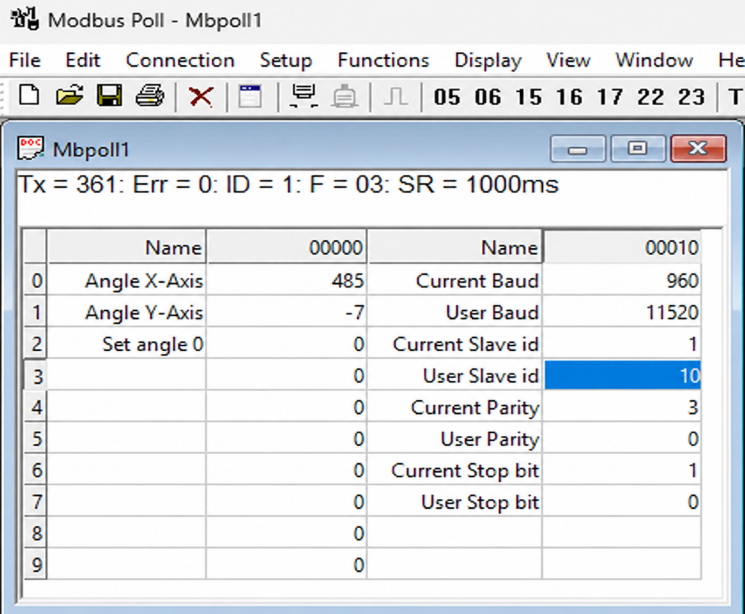 Modbus Poll - Mbpoll1
File Edit Connection Setup Functions Display View Window He
05 06 15 16 17 22 23 T
DOC Mbpoll1
Tx = 361: Err = 0: ID = 1: F = 03: SR = 1000ms
Name 00000 Name 00010
0 Angle X-Axis 485 Current Baud 960
1 Angle Y-Axis -7 User Baud 11520
2 Set angle 0 0 Current Slave id 1
3 0 User Slave id 10
4 0 Current Parity 3
5 0 User Parity 0
6 0 Current Stop bit 1
7 0 User Stop bit 0
8 0
9 0